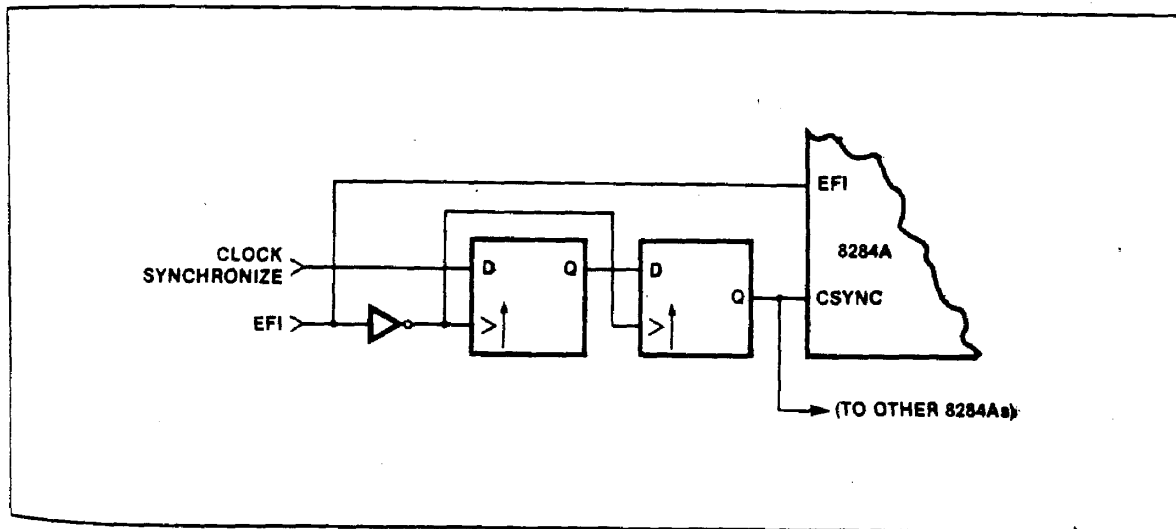 EFI
8284A
CLOCK
SYNCHRONIZE
D
Q
D
Q
CSYNC
EFI
(TO OTHER 8284As)